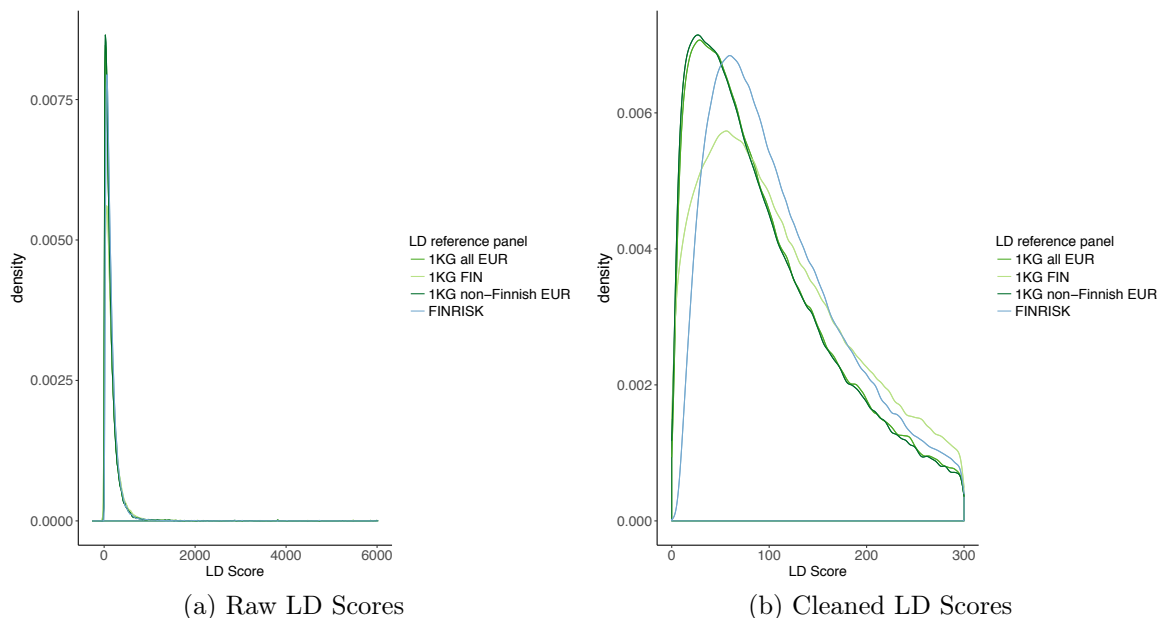 0.0075
0.0050
0.0025
0.0000
density
0
2000
4000
6000
LD Score
LD reference panel
1KG all EUR
1KG FIN
1KG non−Finnish EUR
FINRISK
(a) Raw LD Scores
0.006
0.004
0.002
0.000
density
0
100
200
300
LD Score
LD reference panel
1KG all EUR
1KG FIN
1KG non−Finnish EUR
FINRISK
(b) Cleaned LD Scores